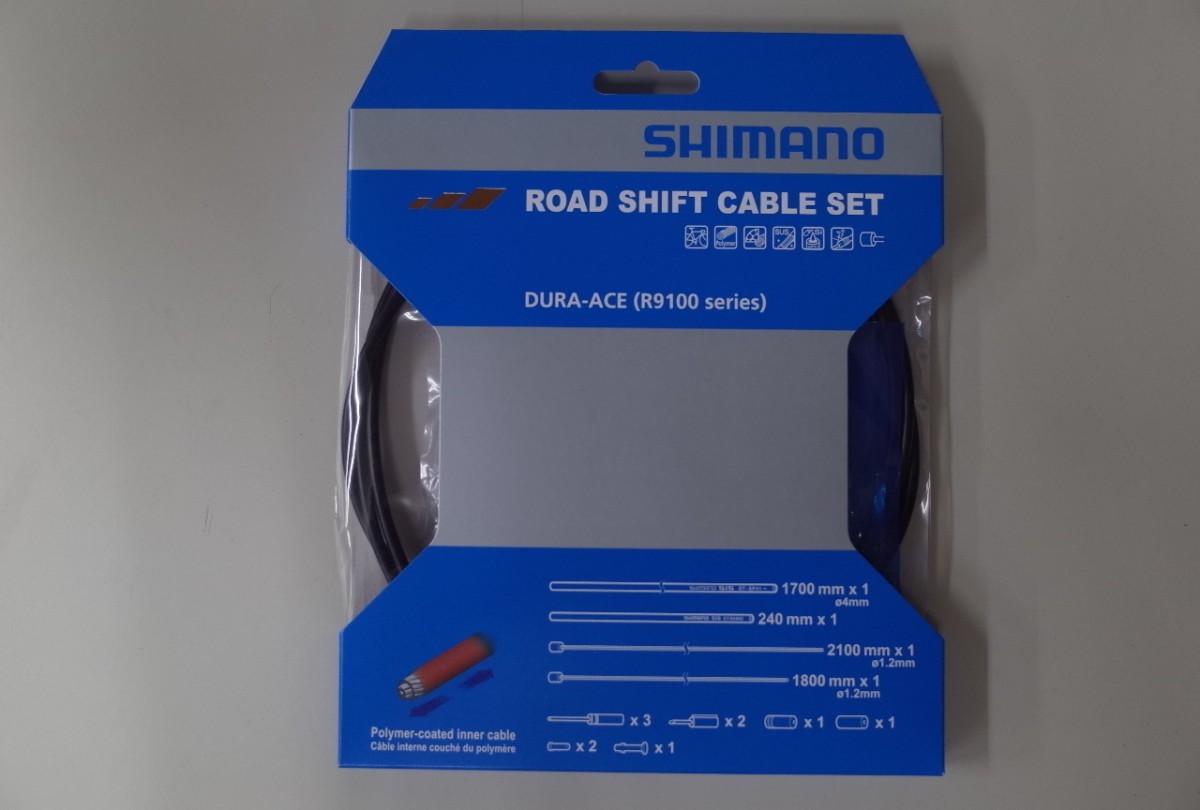 SHIMANO
ROAD SHIFT CABLE SET
Polymer SUS
DURA-ACE (R9100 series)
1700 mm x 1
ø4mm
240 mm x 1
2100 mm x 1
ø1.2mm
1800 mm x 1
ø1.2mm
x 3 x 2 x 1 x 1
x 2 x 1
Polymer-coated inner cable
Câble interne couché du polymère